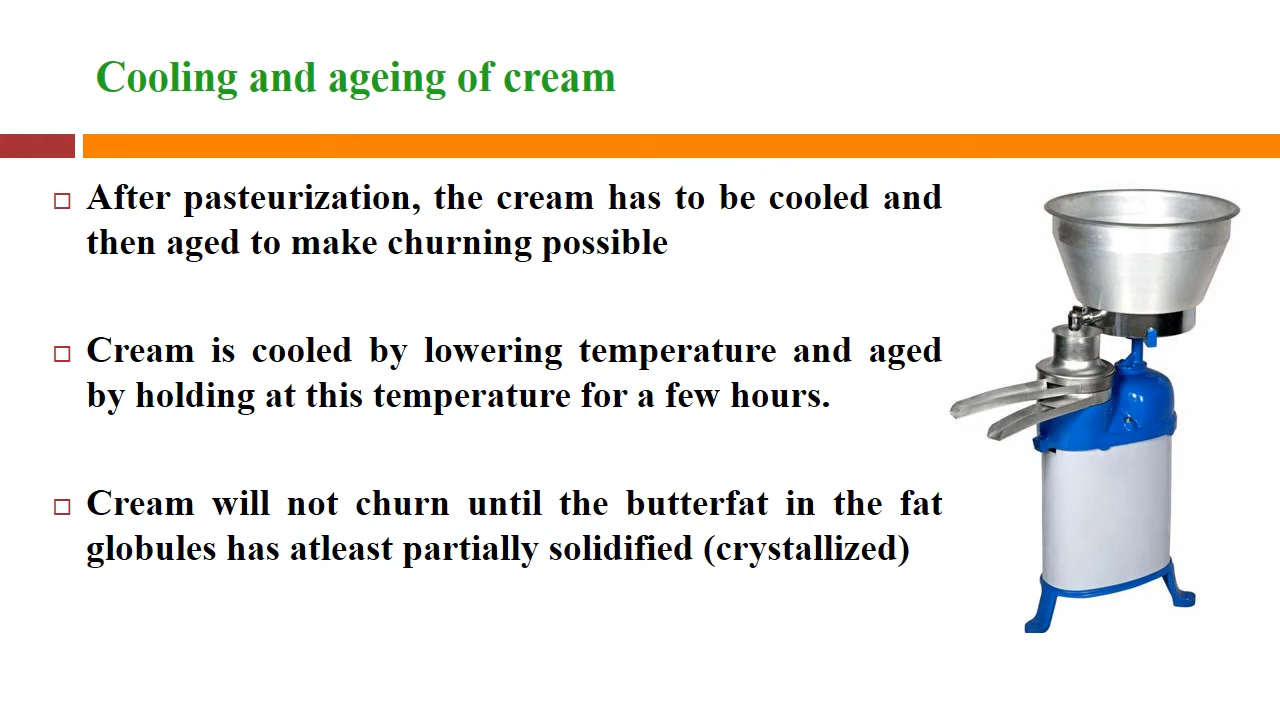 Cooling and ageing of cream
After pasteurization, the cream has to be cooled and
then aged to make churning possible
Cream is cooled by lowering temperature and aged
by holding at this temperature for a few hours.
Cream will not churn until the butterfat in the fat
globules has atleast partially solidified (crystallized)